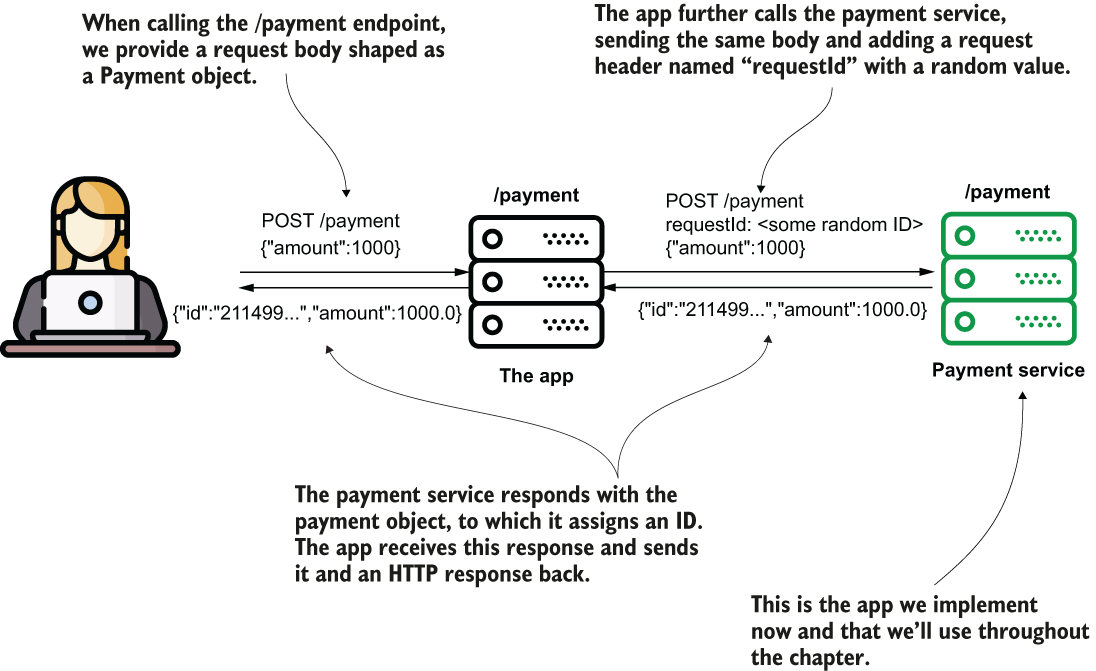 When calling the /payment endpoint,
we provide a request body shaped as
a Payment object.
The app further calls the payment service,
sending the same body and adding a request
header named “requestId” with a random value.
POST /payment
{"amount":1000}
/payment
POST /payment
requestId: <some random ID>
{"amount":1000}
/payment
{"id":"211499...","amount":1000.0}
{"id":"211499...","amount":1000.0}
The app
Payment service
The payment service responds with the
payment object, to which it assigns an ID.
The app receives this response and sends
it and an HTTP response back.
This is the app we implement
now and that we’ll use throughout
the chapter.